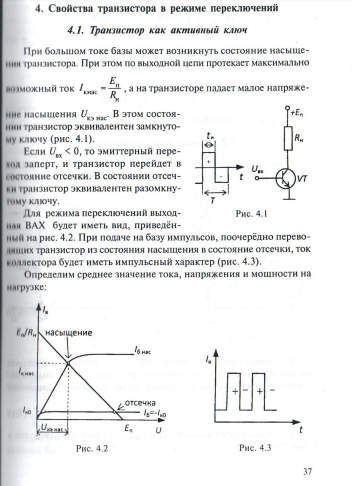 4. Свойства транзистора в режиме переключений
4.1. Транзистор как активный ключ
При большом токе базы может возникнуть состояние насыще-
ния транзистора. При этом по выходной цепи протекает максимально
возможный ток Iкнас = Eп/Rн, а на транзисторе падает малое напряже-
ние насыщения Uкэ нас. В этом состоя-
нии транзистор эквивалентен замкнуто-
му ключу (рис. 4.1).
Если Uвх < 0, то эмиттерный пере-
ход заперт, и транзистор перейдет в
состояние отсечки. В состоянии отсеч-
ки транзистор эквивалентен разомкну-
тому ключу.
Для режима переключений выход-
ная ВАХ будет иметь вид, приведён-
ный на рис. 4.2. При подаче на базу импульсов, поочерёдно перево-
дящих транзистор из состояния насыщения в состояние отсечки, ток
коллектора будет иметь импульсный характер (рис. 4.3).
Определим среднее значение тока, напряжения и мощности на
нагрузке:
+Eп
Rн
tи
t
Uвх
VT
T
Рис. 4.1
Iк
Eп/Rн
насыщение
Iб нас
Iк нас
отсечка
Iк0
Iб=-Iк0
Uкэ нас
Eп
U
Рис. 4.2
Iк
+ - + -
t
Рис. 4.3
37